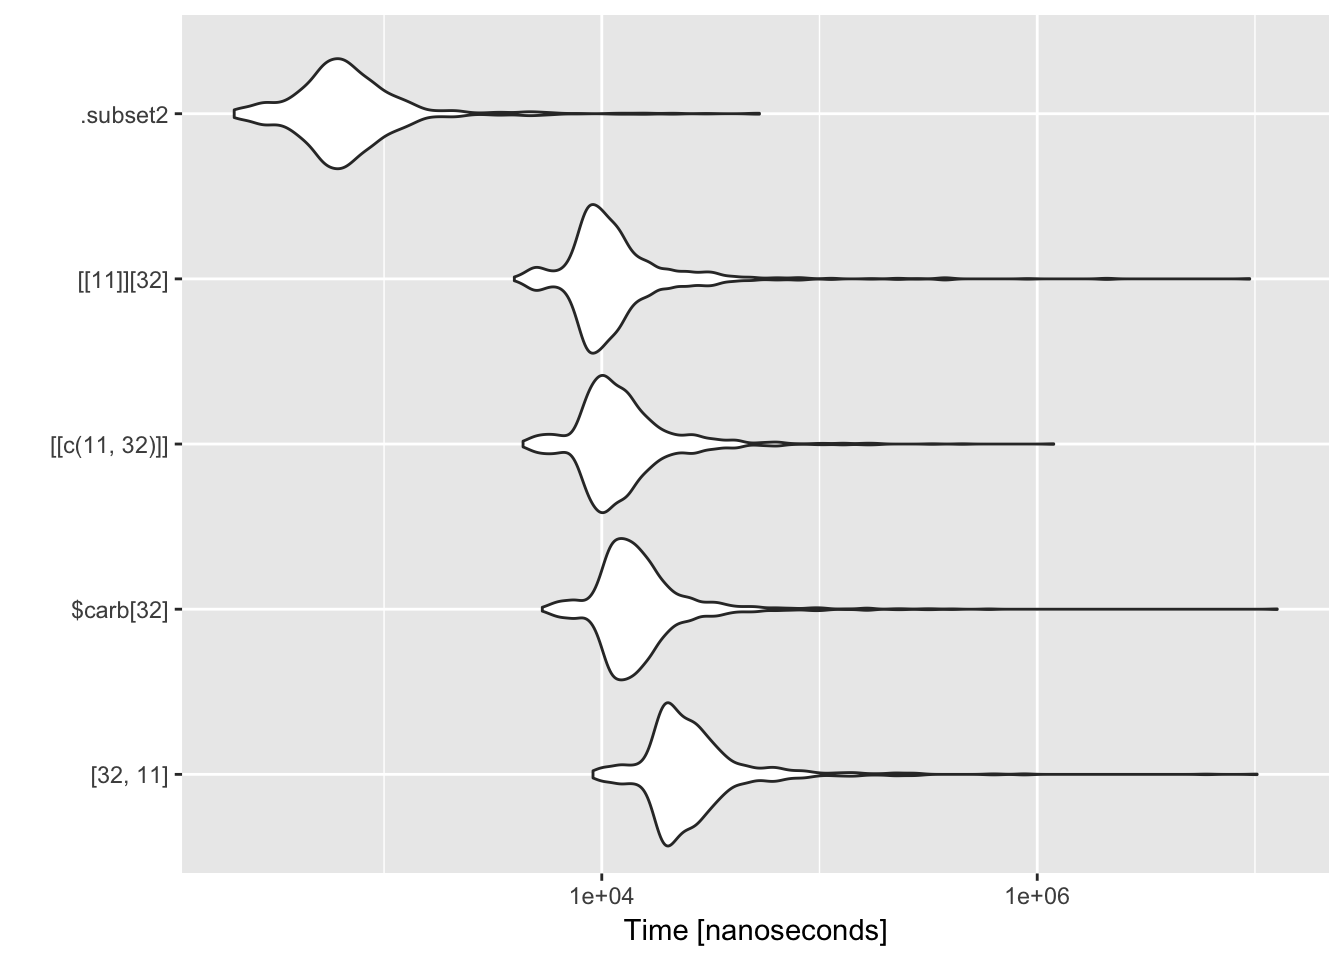 .subset2
[[11]][32]
[[c(11, 32)]]
$carb[32]
[32, 11]
1e+04 1e+06
Time [nanoseconds]